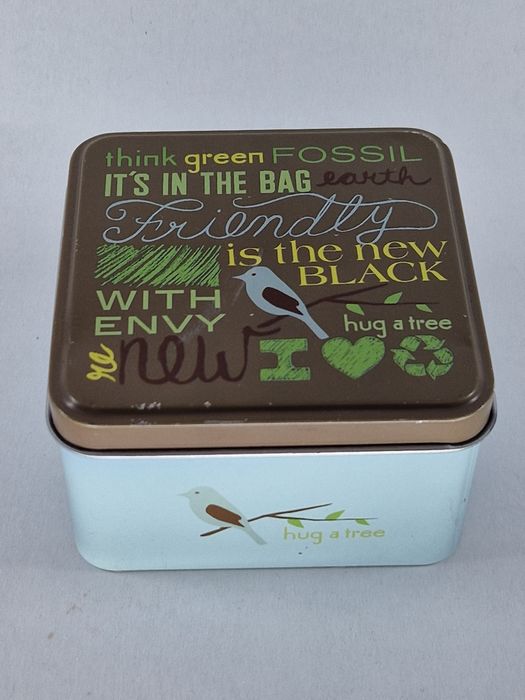 think green FOSSIL
IT'S IN THE BAG earth
Friendly
is the new
BLACK
WITH
ENVY
hug a tree
re new I
hug a tree